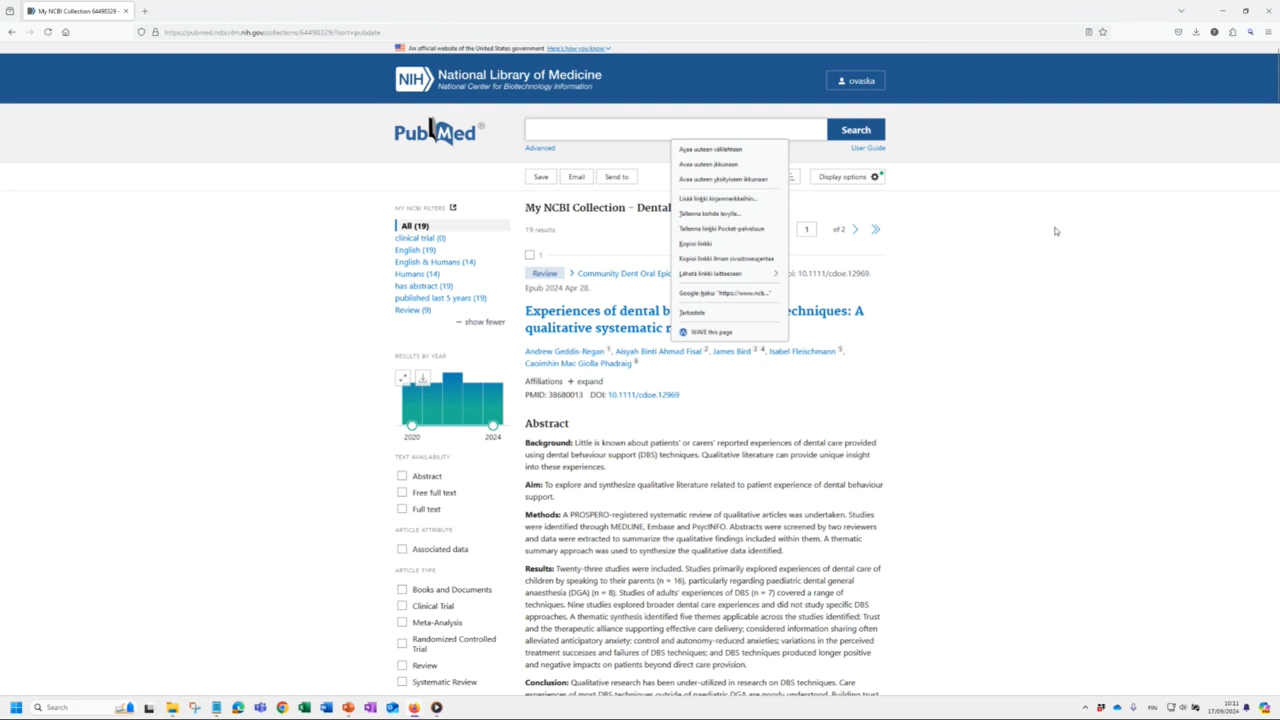 My NCBI Collection 64498329 -
https://pubmed.ncbi.nlm.nih.gov/collections/64498329/?sort=pubdate
An official website of the United States government Here's how you know
NIH National Library of Medicine
National Center for Biotechnology Information
ovaska
PubMed®
Search
Advanced
User Guide
Save
Email
Send to
Display options
MY NCBI FILTERS
All (19)
clinical trial (0)
English (19)
English & Humans (14)
Humans (14)
has abstract (19)
published last 5 years (19)
Review (9)
show fewer
RESULTS BY YEAR
2020
2024
TEXT AVAILABILITY
Abstract
Free full text
Full text
ARTICLE ATTRIBUTE
Associated data
ARTICLE TYPE
Books and Documents
Clinical Trial
Meta-Analysis
Randomized Controlled
Trial
Review
Systematic Review
My NCBI Collection - Dental
19 results
1 of 2
1
Review Community Dent Oral Epid oi: 10.1111/cdoe.12969.
Epub 2024 Apr 28.
Experiences of dental b echniques: A
qualitative systematic r
Andrew Geddis-Regan 1, Aisyah Binti Ahmad Fisal 2, James Bird 3 4, Isabel Fleischmann 5,
Caoimhin Mac Giolla Phadraig 6
Affiliations + expand
PMID: 38680013 DOI: 10.1111/cdoe.12969
Abstract
Background: Little is known about patients' or carers' reported experiences of dental care provided
using dental behaviour support (DBS) techniques. Qualitative literature can provide unique insight
into these experiences.
Aim: To explore and synthesize qualitative literature related to patient experience of dental behaviour
support.
Methods: A PROSPERO-registered systematic review of qualitative articles was undertaken. Studies
were identified through MEDLINE, Embase and PsycINFO. Abstracts were screened by two reviewers
and data were extracted to summarize the qualitative findings included within them. A thematic
summary approach was used to synthesize the qualitative data identified.
Results: Twenty-three studies were included. Studies primarily explored experiences of dental care of
children by speaking to their parents (n = 16), particularly regarding paediatric dental general
anaesthesia (DGA) (n = 8). Studies of adults' experiences of DBS (n = 7) covered a range of
techniques. Nine studies explored broader dental care experiences and did not study specific DBS
approaches. A thematic synthesis identified five themes applicable across the studies identified: Trust
and the therapeutic alliance supporting effective care delivery; considered information sharing often
alleviated anticipatory anxiety; control and autonomy-reduced anxieties; variations in the perceived
treatment successes and failures of DBS techniques; and DBS techniques produced longer positive
and negative impacts on patients beyond direct care provision.
Conclusion: Qualitative research has been under-utilized in research on DBS techniques. Care
experiences of most DBS techniques outside of paediatric DGA are poorly understood. Building trust
Avaa uuteen välilehteen
Avaa uuteen ikkunaan
Avaa uuteen yksityiseen ikkunaan
Lisää linkki kirjanmerkkeihin...
Tallenna kohde levylle...
Tallenna linkki Pocket-palveluun
Kopioi linkki
Kopioi linkki ilman sivustoseurantaa
Lähetä linkki laitteeseen
Google-haku: "https://www.ncb..."
Tarkastele
WAVE this page
Search
FIN
10:11
17/09/2024